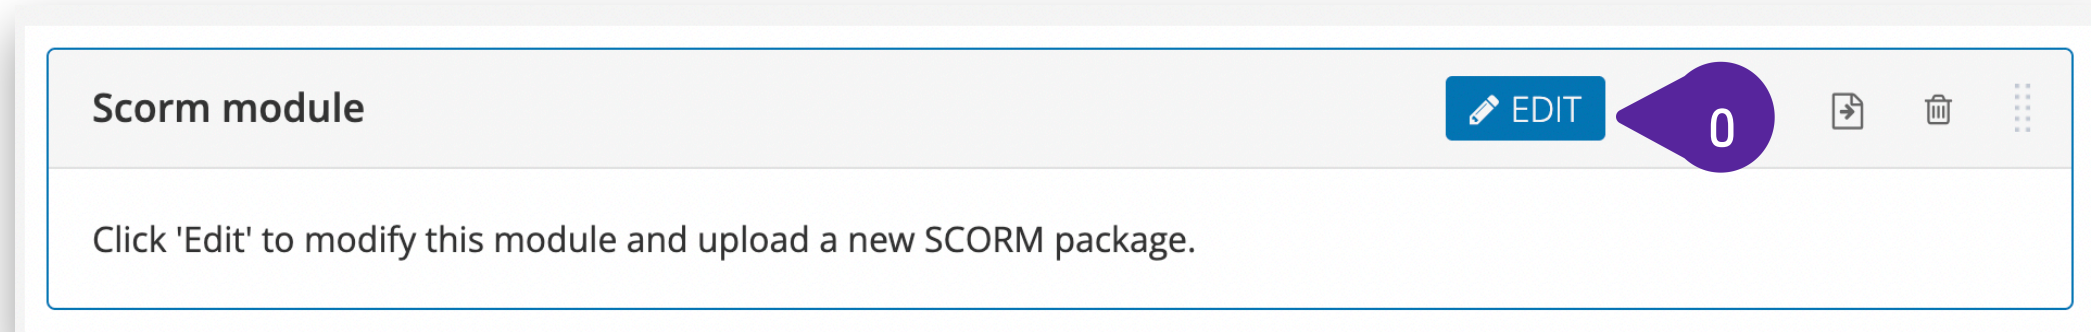 Scorm module
EDIT
0
Click 'Edit' to modify this module and upload a new SCORM package.